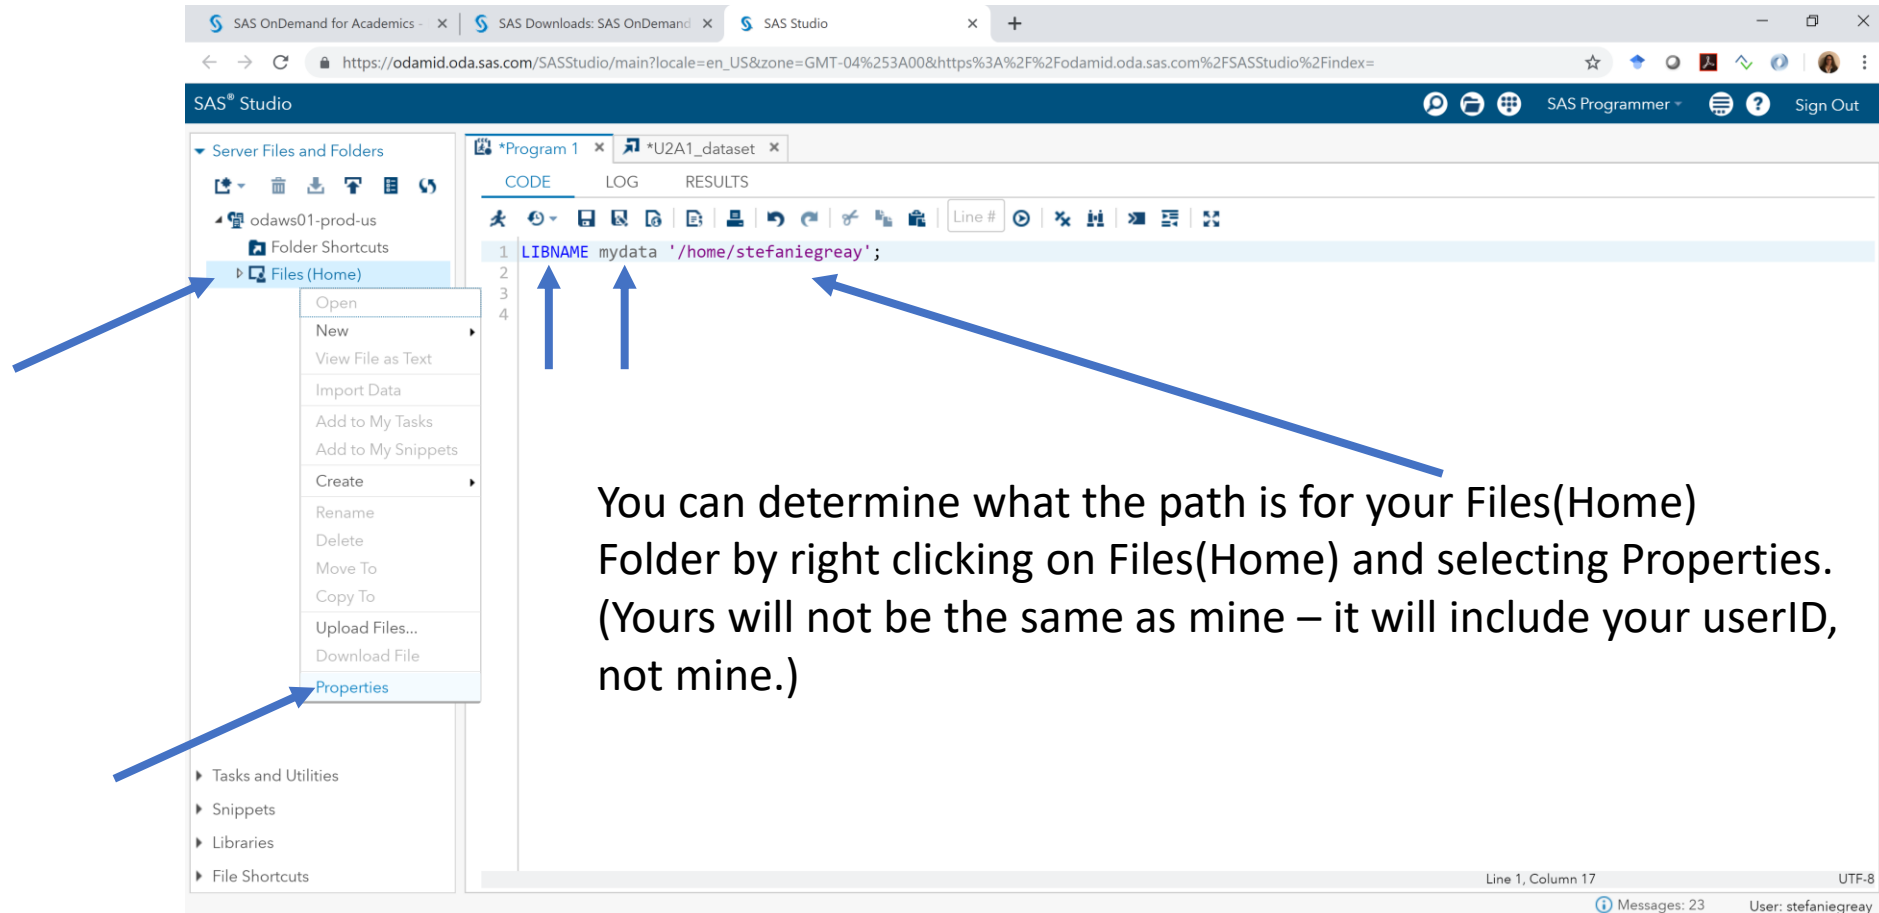 SAS OnDemand for Academics -
SAS Downloads: SAS OnDemand
SAS Studio
https://odamid.oda.sas.com/SASStudio/main?locale=en_US&zone=GMT-04%253A00&https%3A%2F%2Fodamid.oda.sas.com%2FSASStudio%2Findex=
SAS® Studio
SAS Programmer
Sign Out
Server Files and Folders
*Program 1
*U2A1_dataset
CODE LOG RESULTS
odaws01-prod-us
Line #
Folder Shortcuts
1 LIBNAME mydata '/home/stefaniegreay';
2
3
4
Files (Home)
Open
New
View File as Text
Import Data
Add to My Tasks
Add to My Snippets
Create
Rename
Delete
Move To
Copy To
Upload Files...
Download File
Properties
You can determine what the path is for your Files(Home)
Folder by right clicking on Files(Home) and selecting Properties.
(Yours will not be the same as mine – it will include your userID,
not mine.)
Tasks and Utilities
Snippets
Libraries
File Shortcuts
Line 1, Column 17
UTF-8
Messages: 23
User: stefaniegreay